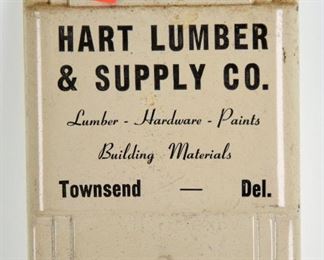 HART LUMBER
& SUPPLY CO.
Lumber - Hardware - Paints
Building Materials
Townsend — Del.